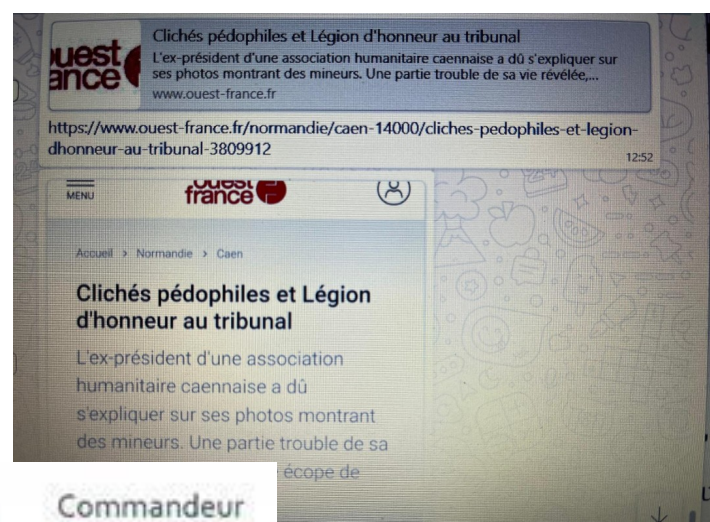 ouest
france
Clichés pédophiles et Légion d'honneur au tribunal
L'ex-président d'une association humanitaire caennaise a dû s'expliquer sur
ses photos montrant des mineurs. Une partie trouble de sa vie révélée,...
www.ouest-france.fr
https://www.ouest-france.fr/normandie/caen-14000/cliches-pedophiles-et-legion-
dhonneur-au-tribunal-3809912
12:52
MENU
ouest
france
Accueil > Normandie > Caen
Clichés pédophiles et Légion
d'honneur au tribunal
L'ex-président d'une association
humanitaire caennaise a dû
s'expliquer sur ses photos montrant
des mineurs. Une partie trouble de sa
écope de
Commandeur